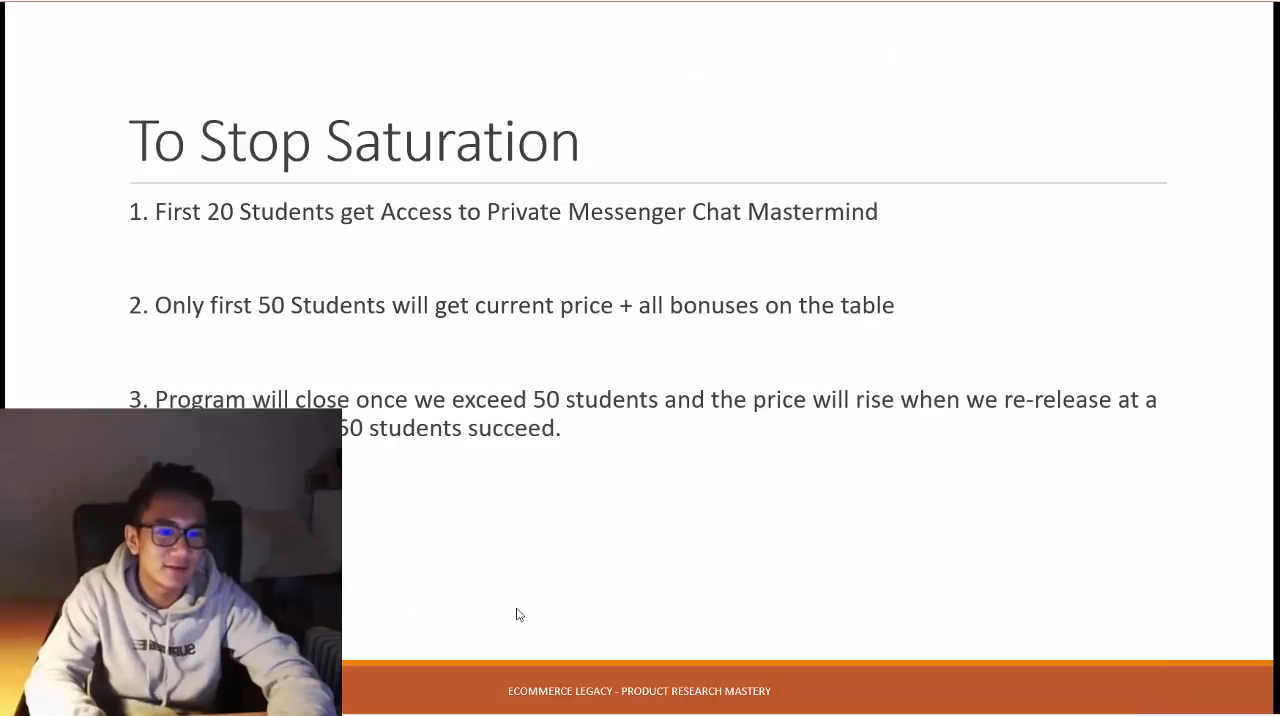 To Stop Saturation
1. First 20 Students get Access to Private Messenger Chat Mastermind
2. Only first 50 Students will get current price + all bonuses on the table
3. Program will close once we exceed 50 students and the price will rise when we re-release at a
50 students succeed.
ECOMMERCE LEGACY - PRODUCT RESEARCH MASTERY